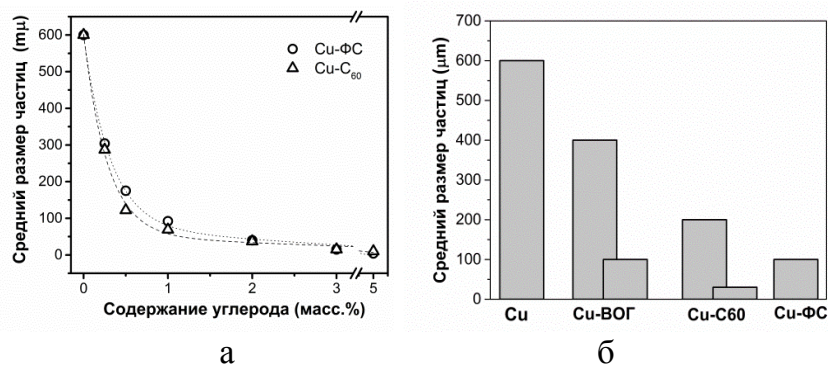 Средний размер частиц (mμ)
600
500
400
300
200
100
0
0
1
2
3
5
Содержание углерода (масс.%)
Cu-ФС
Cu-C₆₀
а
Средний размер частиц (μm)
700
600
500
400
300
200
100
0
Cu
Cu-ВОГ
Cu-C60
Cu-ФС
б